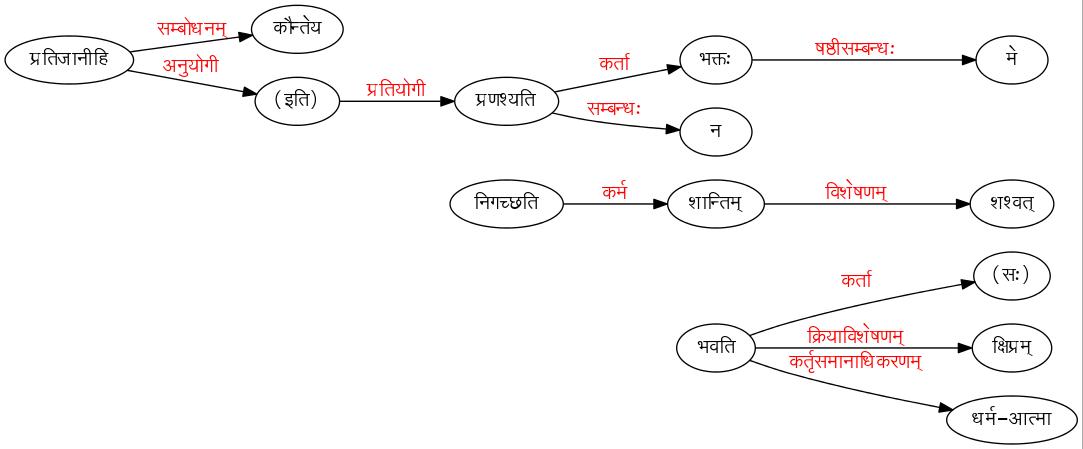 सम्बोधनम्
कौन्तेय
प्रतिजानीहि
अनुयोगी
(इति)
प्रतियोगी
प्रणश्यति
कर्ता
भक्तः
षष्ठीसम्बन्धः
मे
सम्बन्धः
न
निगच्छति
कर्म
शान्तिम्
विशेषणम्
शश्वत्
कर्ता
(सः)
भवति
क्रियाविशेषणम्
क्षिप्रम्
कर्तृसमानाधिकरणम्
धर्म-आत्मा